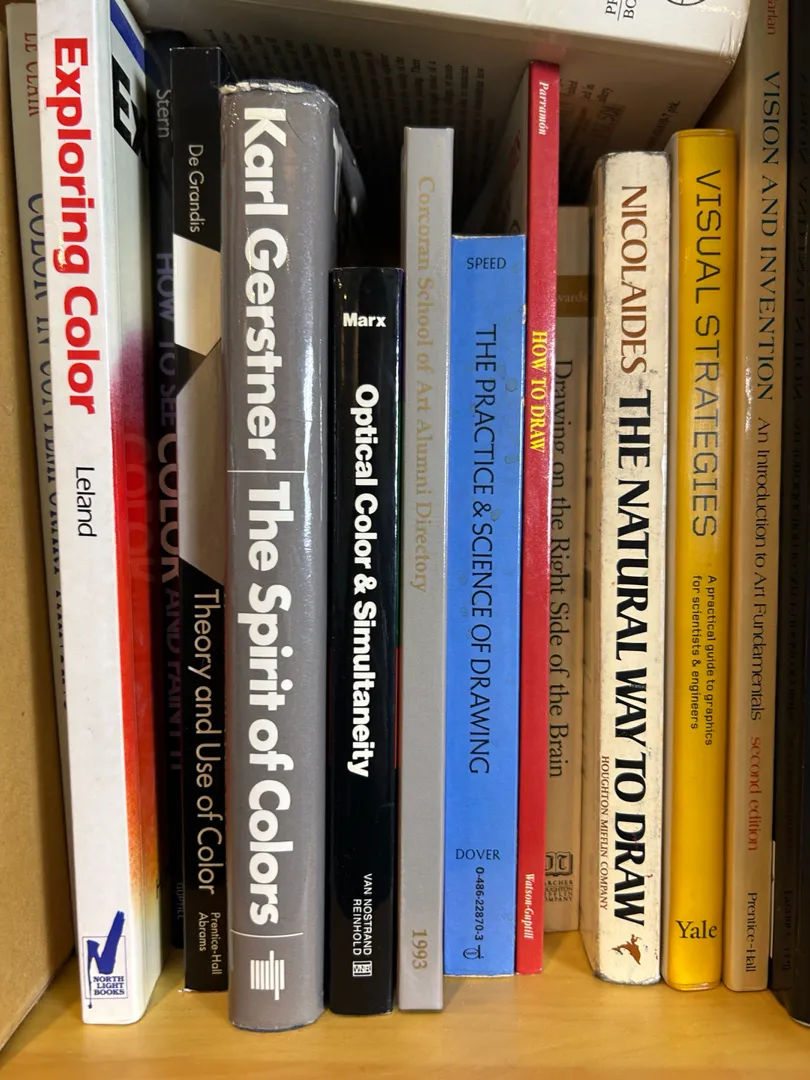 LE CLAIR
COLOR IN CONTEMPORARY PAINTING
Exploring Color
Leland
NORTH
LIGHT
BOOKS
Stern
HOW TO SEE COLOR AND PAINT IT
GUPTILL
De Grandis
Theory and Use of Color
Prentice-Hall
Abrams
Karl Gerstner
The Spirit of Colors
Marx
Optical Color & Simultaneity
VAN NOSTRAND
REINHOLD
VNR
Corcoran School of Art Alumni Directory
1993
SPEED
THE PRACTICE & SCIENCE OF DRAWING
DOVER
0-486-22870-3
Parramón
HOW TO DRAW
Watson-Guptill
Drawing on the Right Side of the Brain
NICOLAIDES
THE NATURAL WAY TO DRAW
HOUGHTON MIFFLIN COMPANY
VISUAL STRATEGIES
A practical guide to graphics
for scientists & engineers
Yale
VISION AND INVENTION
An Introduction to Art Fundamentals
second edition
Prentice-Hall